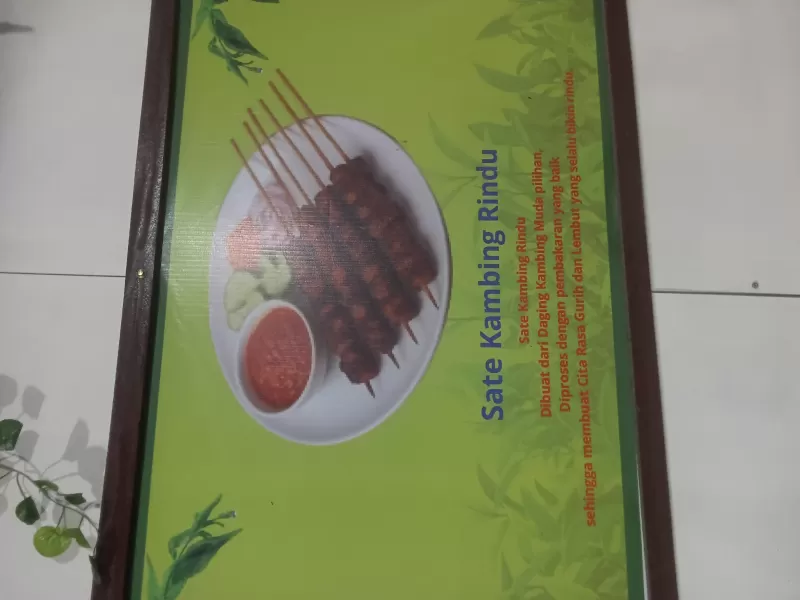 Sate Kambing Rindu
Sate Kambing Rindu
Dibuat dari Daging Kambing Muda pilihan,
Diproses dengan pembakaran yang baik
sehingga membuat Cita Rasa Gurih dan Lembut yang selalu bikin rindu.